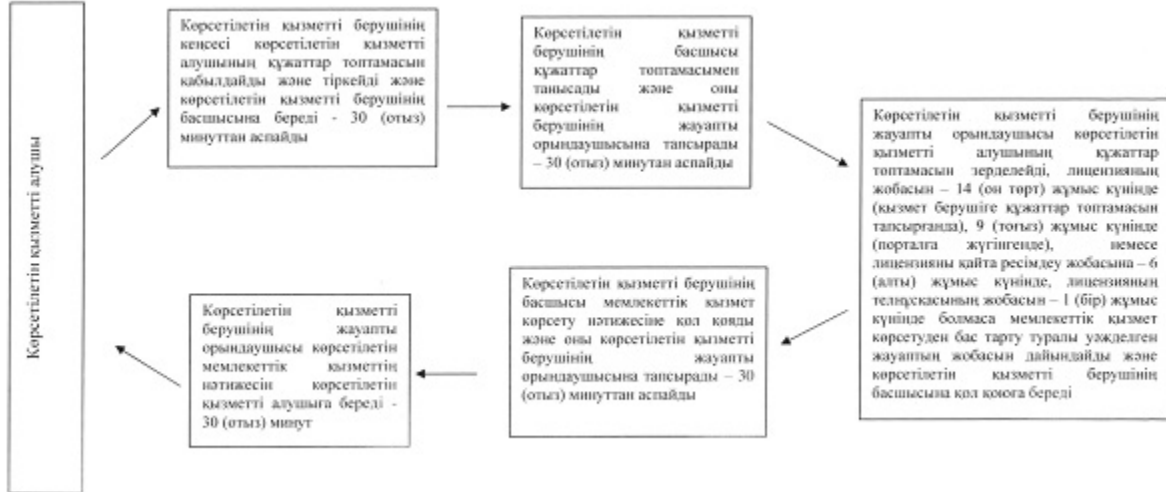 Көрсетілетін қызметті алушы
Көрсетілетін қызметті берушінің
кеңсесі көрсетілетін қызметті
алушының құжаттар топтамасын
қабылдайды және тіркейді және
көрсетілетін қызметті берушінің
басшысына береді - 30 (отыз)
минуттан аспайды
Көрсетілетін қызметті
берушінің басшысы
құжаттар топтамасымен
танысады және оны
көрсетілетін қызметті
берушінің жауапты
орындаушысына тапсырады
– 30 (отыз) минутан аспайды
Көрсетілетін қызметті берушінің
жауапты орындаушысы көрсетілетін
қызметті алушының құжаттар
топтамасын зерделейді, лицензияның
жобасын – 14 (он төрт) жұмыс күнінде
(қызмет берушіге құжаттар топтамасын
тапсырғанда), 9 (тоғыз) жұмыс күнінде
(порталға жүгінгенде), немесе
лицензияны қайта ресімдеу жобасына – 6
(алты) жұмыс күнінде, лицензияның
телнұсқасының жобасын – 1 (бір) жұмыс
күнінде болмаса мемлекеттік қызмет
көрсетуден бас тарту туралы уәжделген
жауаптың жобасын дайындайды және
көрсетілетін қызметті берушінің
басшысына қол қоюға береді
Көрсетілетін қызметті берушінің
басшысы мемлекеттік қызмет
көрсету нәтижесіне қол қояды
және оны көрсетілетін қызметті
берушінің жауапты
орындаушысына тапсырады – 30
(отыз) минуттан аспайды
Көрсетілетін қызметті
берушінің жауапты
орындаушысы көрсетілетін
мемлекеттік қызметтің
нәтижесін көрсетілетін
қызметті алушыға береді -
30 (отыз) минут